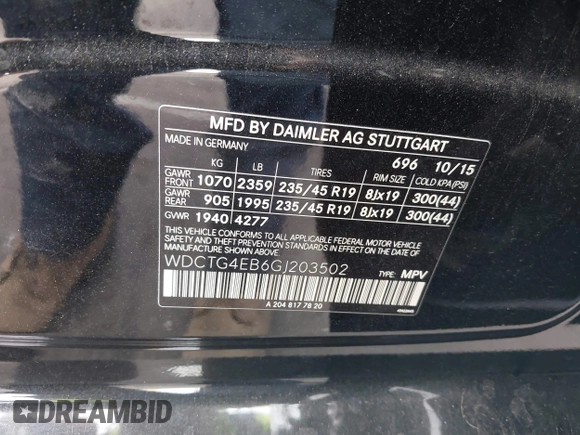 MFD BY DAIMLER AG STUTTGART
MADE IN GERMANY 696 10/15
KG LB TIRES RIM SIZE COLD KPA(PSI)
GAWR FRONT 1070 2359 235/45 R19 8Jx19 300(44)
GAWR REAR 905 1995 235/45 R19 8Jx19 300(44)
GVWR 1940 4277
THIS VEHICLE CONFORMS TO ALL APPLICABLE FEDERAL MOTOR VEHICLE
SAFETY AND THEFT PREVENTION STANDARDS IN EFFECT ON THE DATE
OF MANUFACTURE SHOWN ABOVE.
WDCTG4EB6GJ203502 TYPE: MPV
A 204 817 78 20
DREAMBID